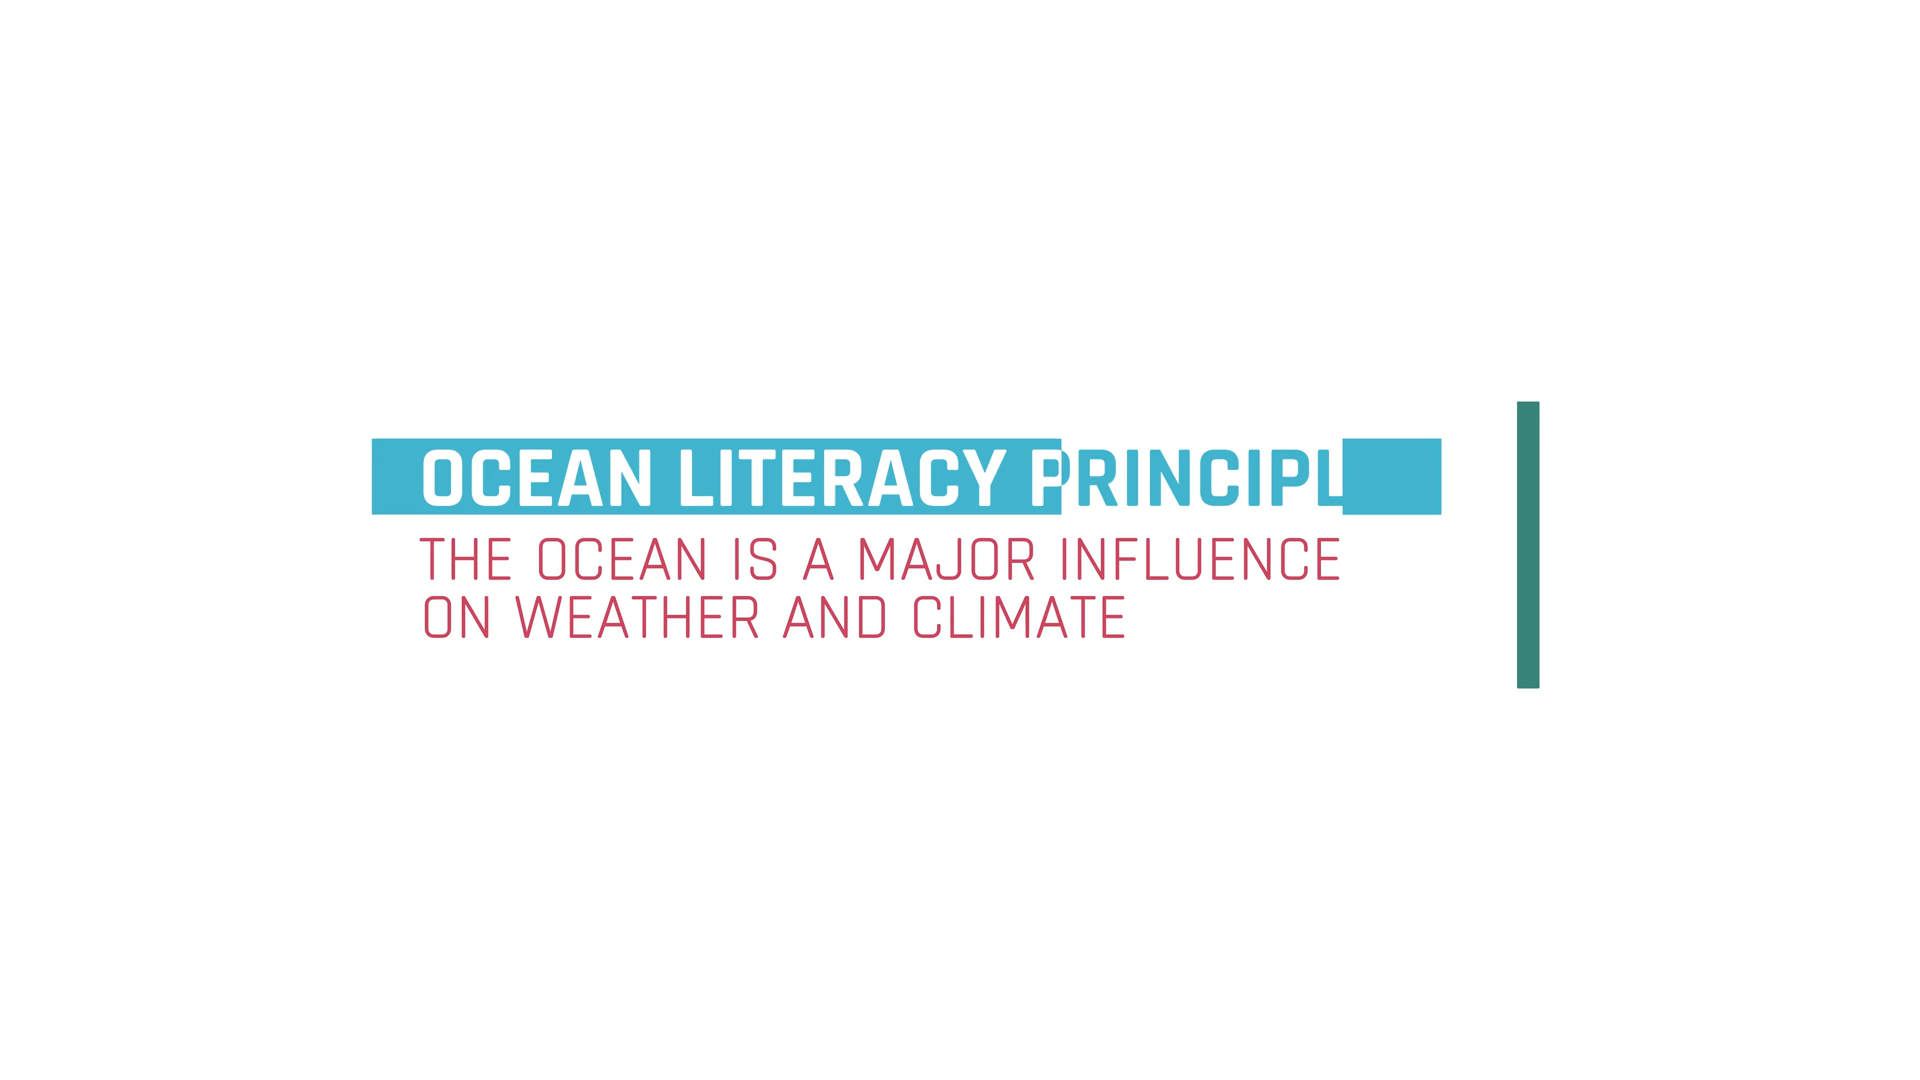 OCEAN LITERACY PRINCIPL
THE OCEAN IS A MAJOR INFLUENCE
ON WEATHER AND CLIMATE